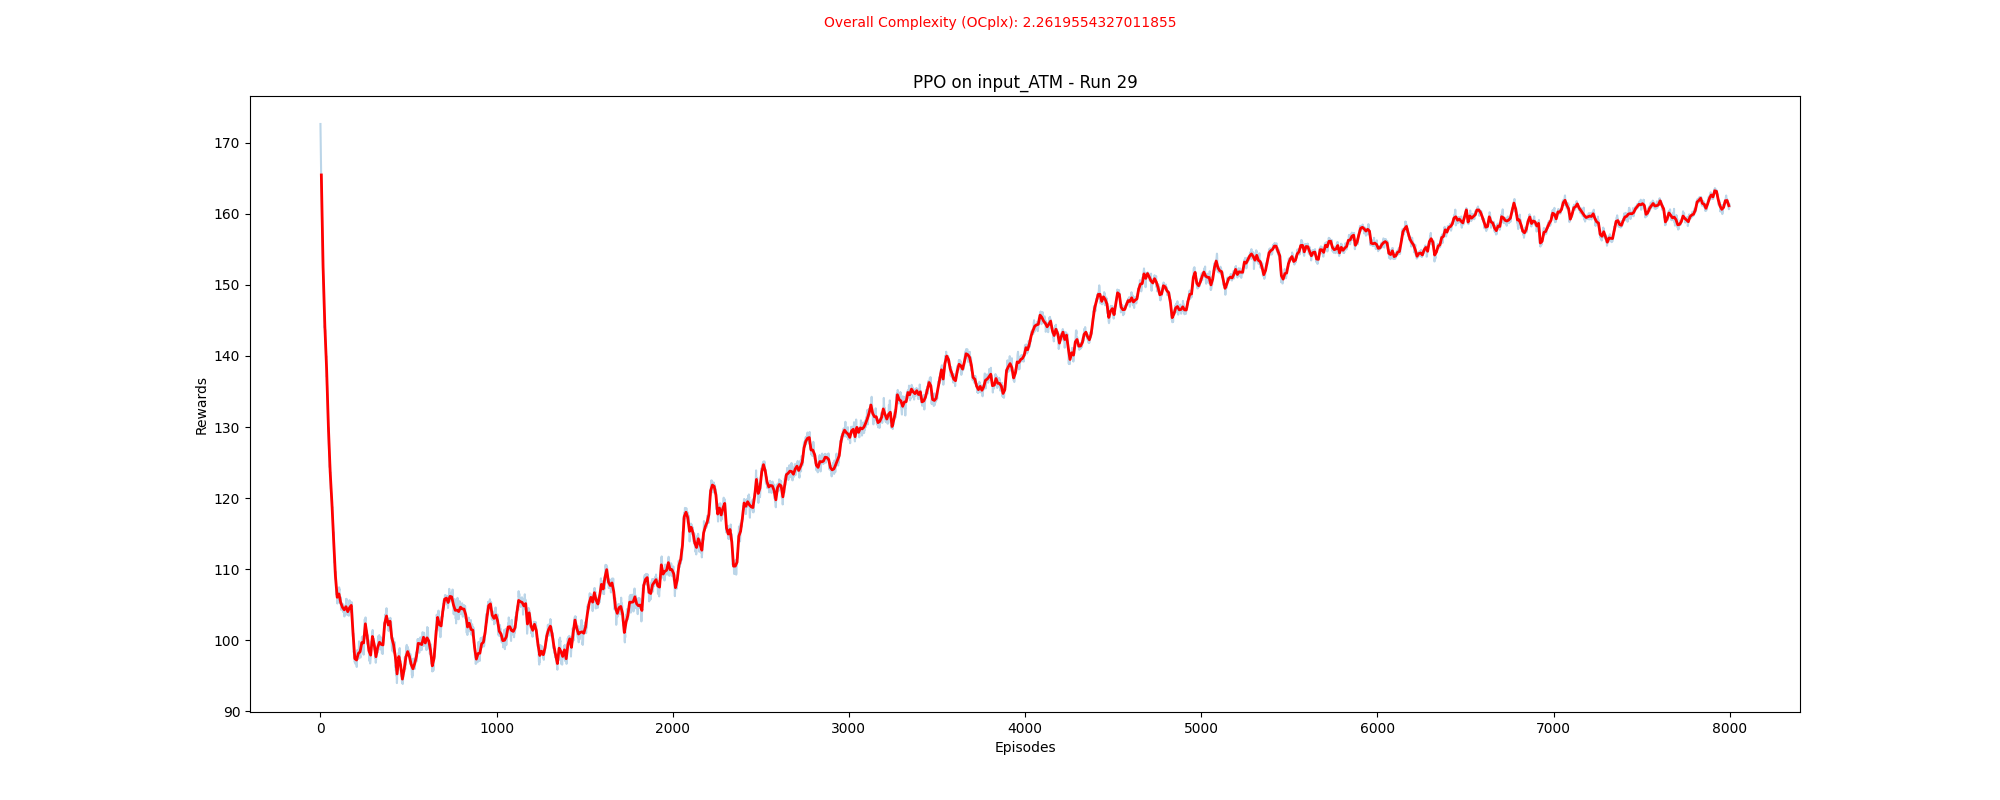 Overall Complexity (OCplx): 2.2619554327011855
PPO on input_ATM - Run 29
170
160
150
140
130
120
110
100
90
Rewards
0 1000 2000 3000 4000 5000 6000 7000 8000
Episodes